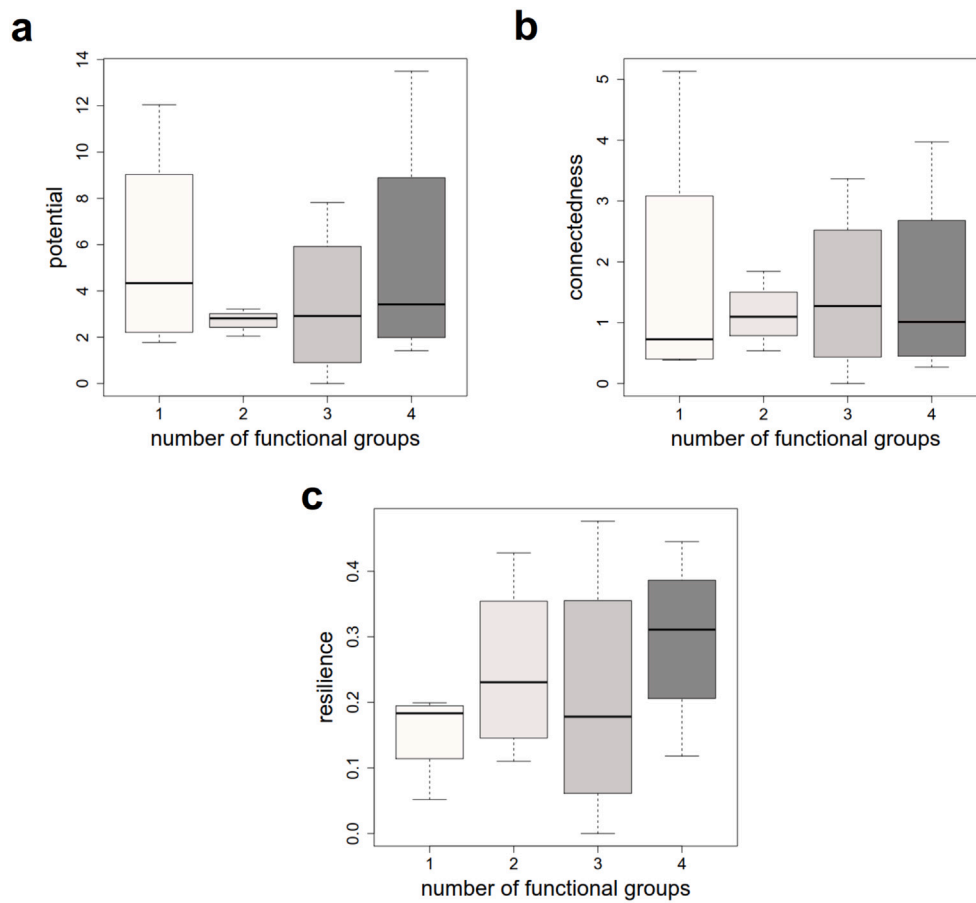 a
14
12
10
8
6
4
2
0
potential
1 2 3 4
number of functional groups
b
5
4
3
2
1
0
connectedness
1 2 3 4
number of functional groups
c
0.4
0.3
0.2
0.1
0.0
resilience
1 2 3 4
number of functional groups